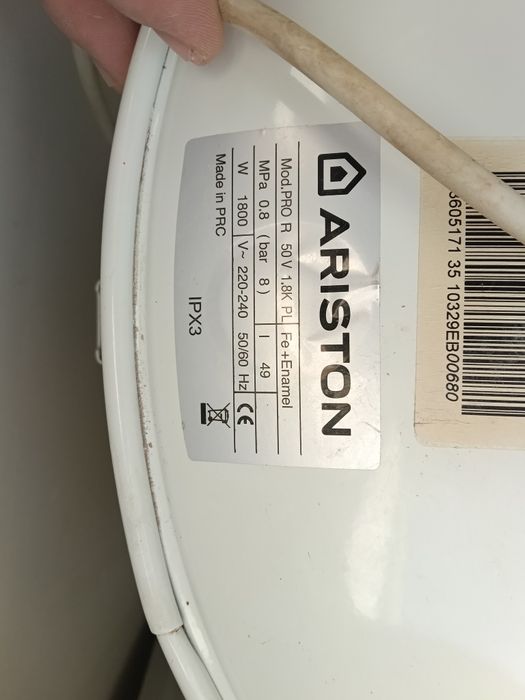 ARISTON
Mod.PRO R 50 V 1,8K PL Fe+Enamel
MPa 0,8 ( bar 8 ) l 49
W 1800 V~ 220-240 50/60 Hz CE
Made in PRC
IPX3
3605171 35 10329EB00680